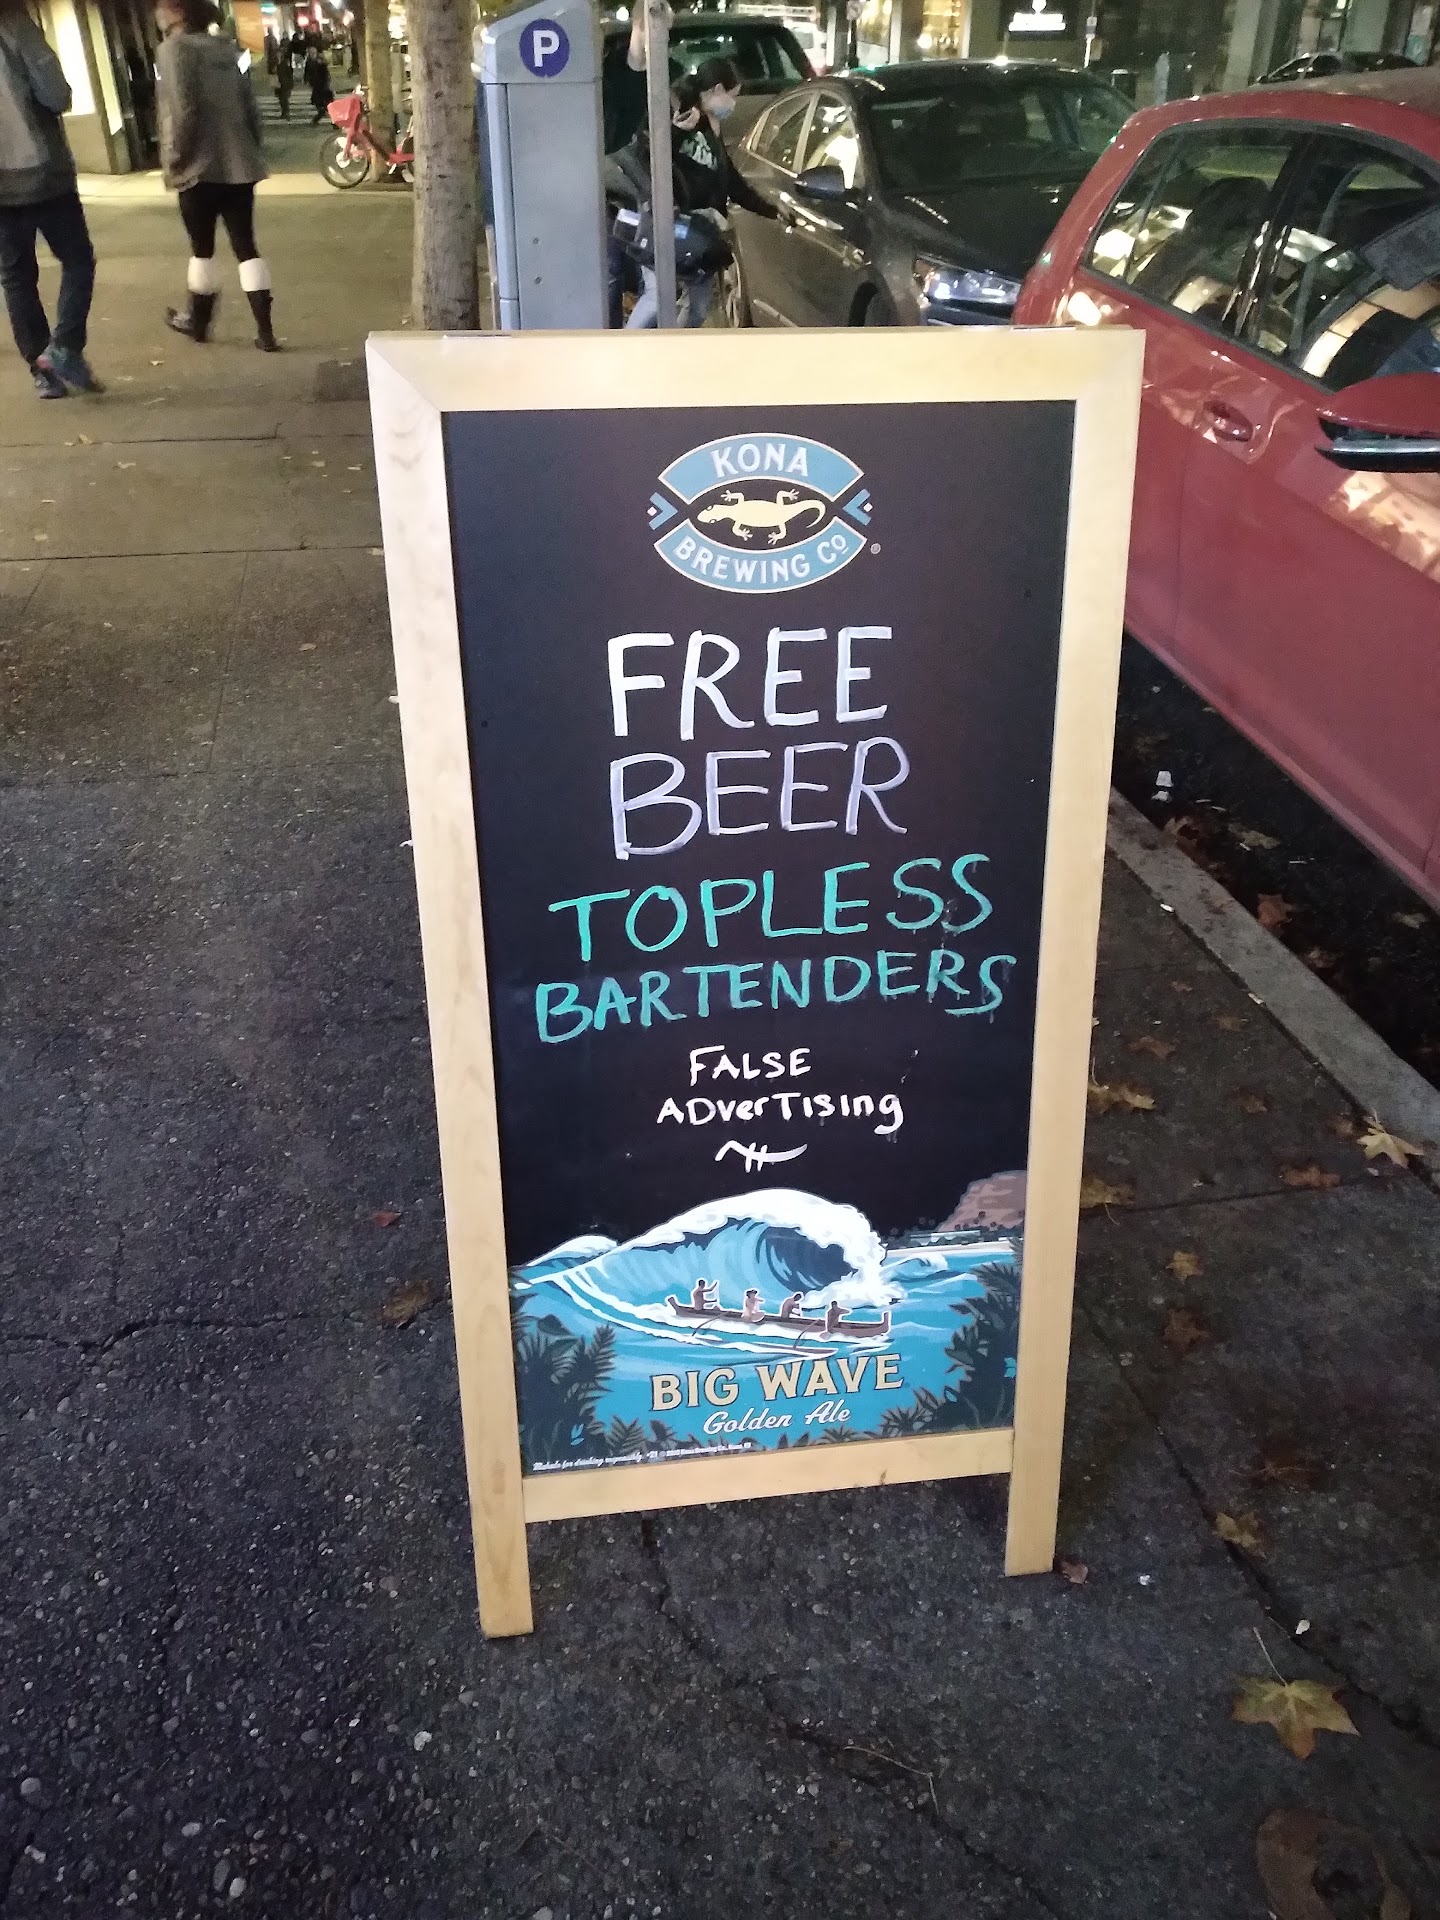 P
KONA
BREWING Co
®
FREE
BEER
TOPLESS
BARTENDERS
FALSE
ADverTISIng
BIG WAVE
Golden Ale